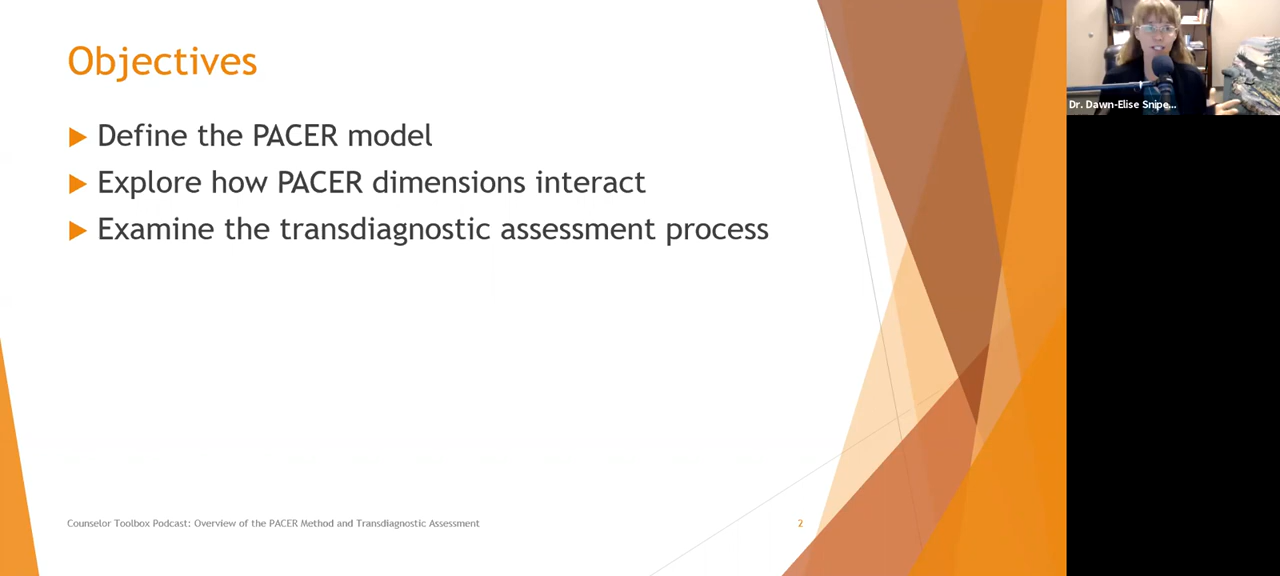 Objectives
Define the PACER model
Explore how PACER dimensions interact
Examine the transdiagnostic assessment process
Counselor Toolbox Podcast: Overview of the PACER Method and Transdiagnostic Assessment
2
Dr. Dawn-Elise Snipe...